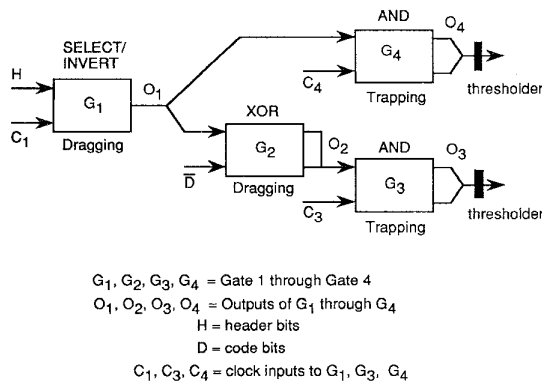 SELECT/
INVERT
H
G1
O1
C1
Dragging
AND
O4
G4
C4
Trapping
thresholder
XOR
G2
O2
D̅
Dragging
AND
O3
G3
C3
Trapping
thresholder
G1, G2, G3, G4 = Gate 1 through Gate 4
O1, O2, O3, O4 = Outputs of G1 through G4
H = header bits
D = code bits
C1, C3, C4 = clock inputs to G1, G3, G4